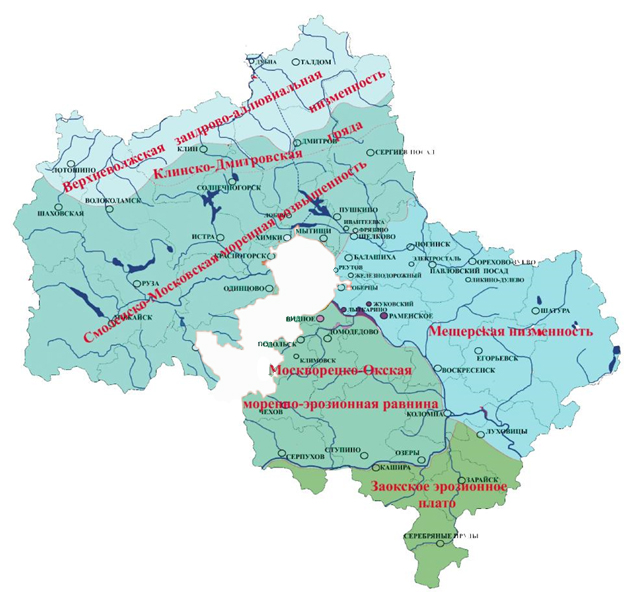 ДУБНА
ТАЛДОМ
Верхневолжская зандрово-аллювиальная низменность
ЛОТОШИНО
КЛИН
ДМИТРОВ
Клинско-Дмитровская гряда
СЕРГИЕВ ПОСАД
ШАХОВСКАЯ
ВОЛОКОЛАМСК
СОЛНЕЧНОГОРСК
Смоленско-Московская моренная возвышенность
ПУШКИНО
ИВАНТЕЕВКА
ФРЯЗИНО
ЩЕЛКОВО
ИСТРА
ХИМКИ
МЫТИЩИ
НОГИНСК
КРАСНОГОРСК
БАЛАШИХА
ЭЛЕКТРОСТАЛЬ
ОРЕХОВО-ЗУЕВО
РЕУТОВ
ПАВЛОВСКИЙ ПОСАД
ЖЕЛЕЗНОДОРОЖНЫЙ
ЛИКИНО-ДУЛЕВО
РУЗА
ОДИНЦОВО
ЖУКОВСКИЙ
ЛЫТКАРИНО
РАМЕНСКОЕ
ШАТУРА
ВИДНОЕ
ДОМОДЕДОВО
Мещерская низменность
ПОДОЛЬСК
КЛИМОВСК
ЕГОРЬЕВСК
ВОСКРЕСЕНСК
Москворецко-Окская
моренно-эрозионная равнина
ЧЕХОВ
КОЛОМНА
ЛУХОВИЦЫ
СЕРПУХОВ
СТУПИНО
ОЗЕРЫ
КАШИРА
ЗАРАЙСК
Заокское эрозионное
плато
СЕРЕБРЯНЫЕ ПРУДЫ